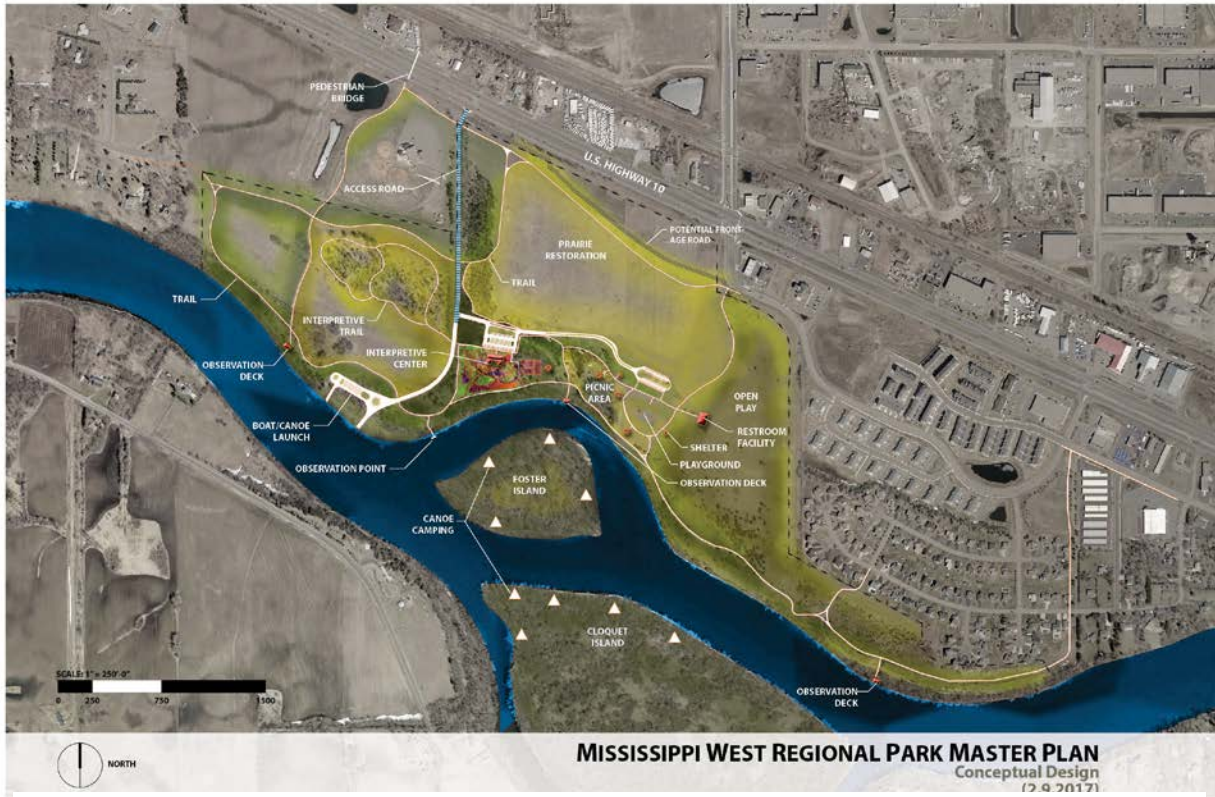 PEDESTRIAN
BRIDGE
ACCESS ROAD
U.S. HIGHWAY 10
POTENTIAL FRONT
AGE ROAD
PRAIRIE
RESTORATION
TRAIL
TRAIL
INTERPRETIVE
TRAIL
INTERPRETIVE
CENTER
OBSERVATION
DECK
PICNIC
AREA
OPEN
PLAY
BOAT/CANOE
LAUNCH
RESTROOM
FACILITY
SHELTER
PLAYGROUND
OBSERVATION POINT
OBSERVATION DECK
FOSTER
ISLAND
CANOE
CAMPING
CLOQUET
ISLAND
OBSERVATION
DECK
SCALE: 1" = 250'-0"
0 250 750 1500
NORTH
MISSISSIPPI WEST REGIONAL PARK MASTER PLAN
Conceptual Design
(2.9.2017)